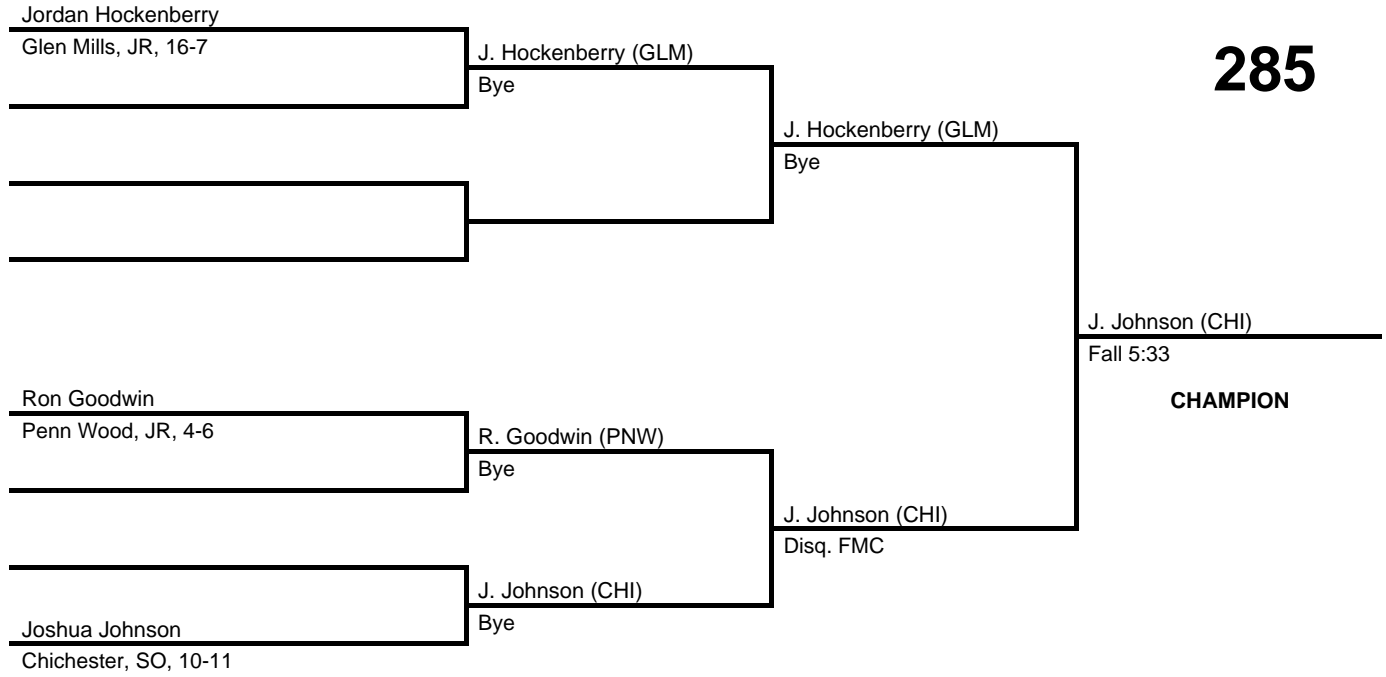 Jordan Hockenberry
Glen Mills, JR, 16-7
J. Hockenberry (GLM)
Bye
285
J. Hockenberry (GLM)
Bye
J. Johnson (CHI)
Fall 5:33
CHAMPION
Ron Goodwin
Penn Wood, JR, 4-6
R. Goodwin (PNW)
Bye
J. Johnson (CHI)
Disq. FMC
J. Johnson (CHI)
Bye
Joshua Johnson
Chichester, SO, 10-11